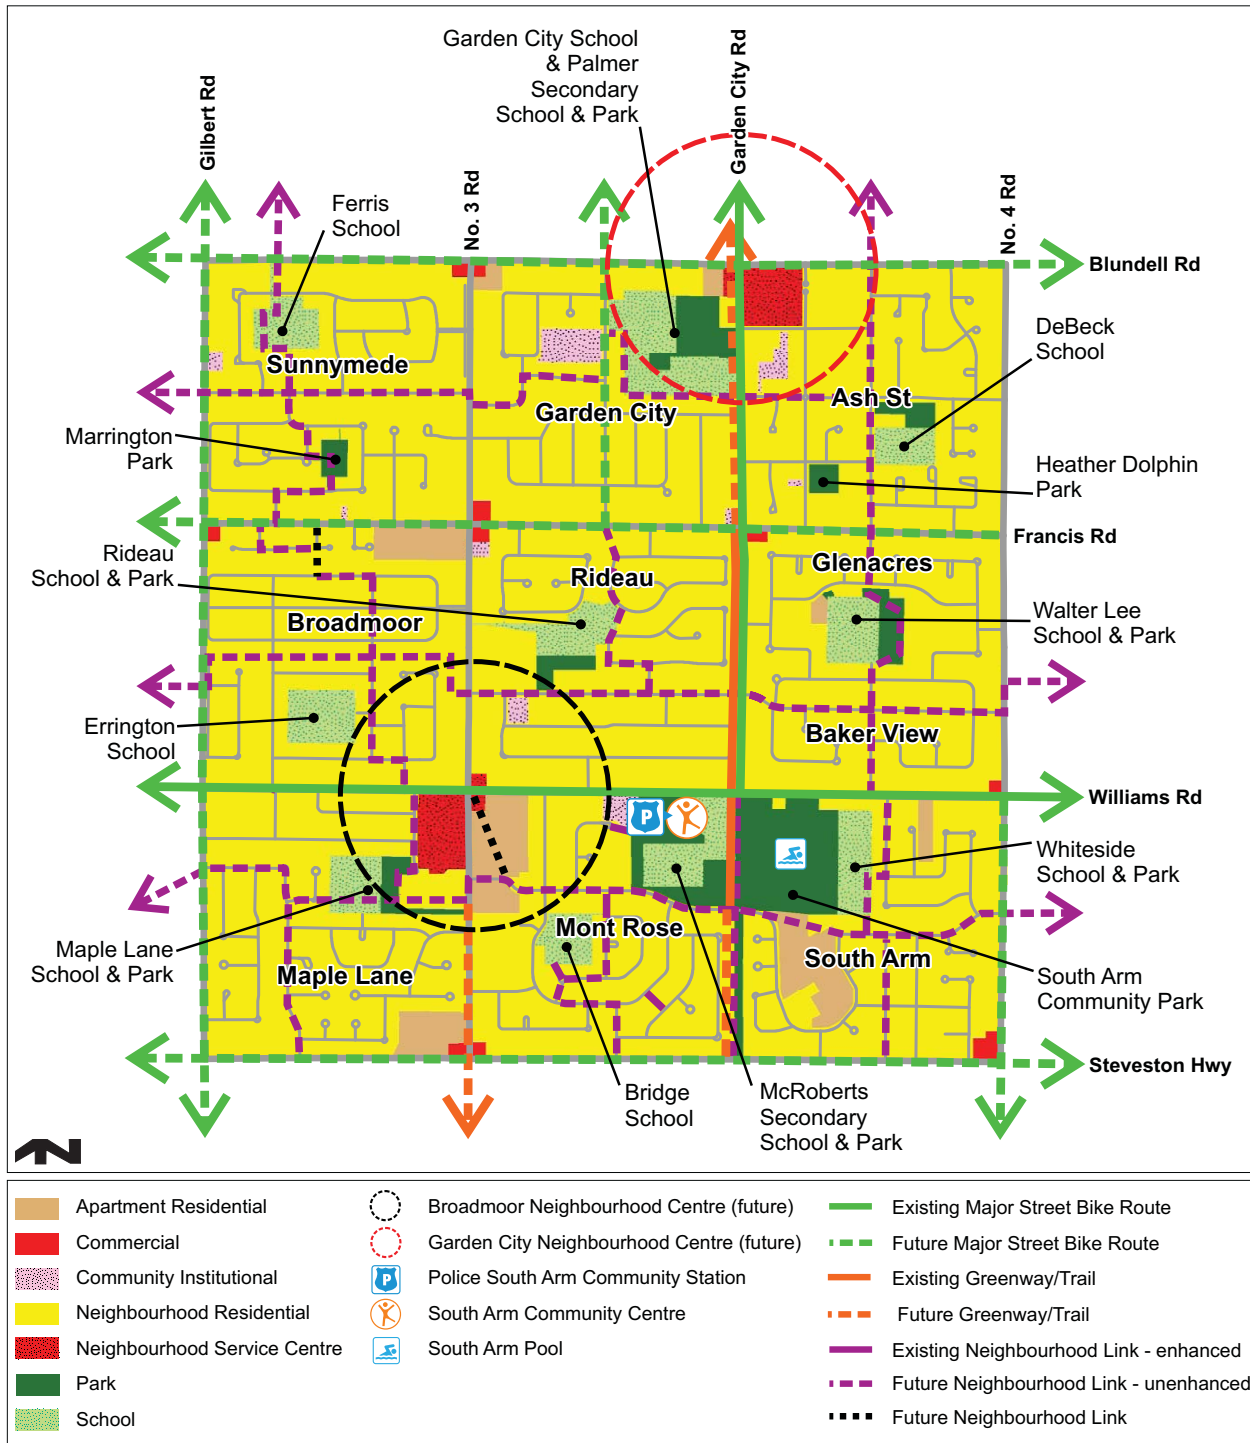 Garden City School
& Palmer
Secondary
School & Park
Gilbert Rd
No. 3 Rd
Garden City Rd
No. 4 Rd
Ferris
School
Blundell Rd
DeBeck
School
Sunnymede
Garden City
Ash St
Marrington
Park
Heather Dolphin
Park
Francis Rd
Rideau
School & Park
Rideau
Glenacres
Broadmoor
Walter Lee
School & Park
Errington
School
Baker View
Williams Rd
P
Whiteside
School & Park
Maple Lane
School & Park
Mont Rose
Maple Lane
South Arm
South Arm
Community Park
Steveston Hwy
Bridge
School
McRoberts
Secondary
School & Park
N
Apartment Residential
Commercial
Community Institutional
Neighbourhood Residential
Neighbourhood Service Centre
Park
School
Broadmoor Neighbourhood Centre (future)
Garden City Neighbourhood Centre (future)
P
Police South Arm Community Station
South Arm Community Centre
South Arm Pool
Existing Major Street Bike Route
Future Major Street Bike Route
Existing Greenway/Trail
Future Greenway/Trail
Existing Neighbourhood Link - enhanced
Future Neighbourhood Link - unenhanced
Future Neighbourhood Link